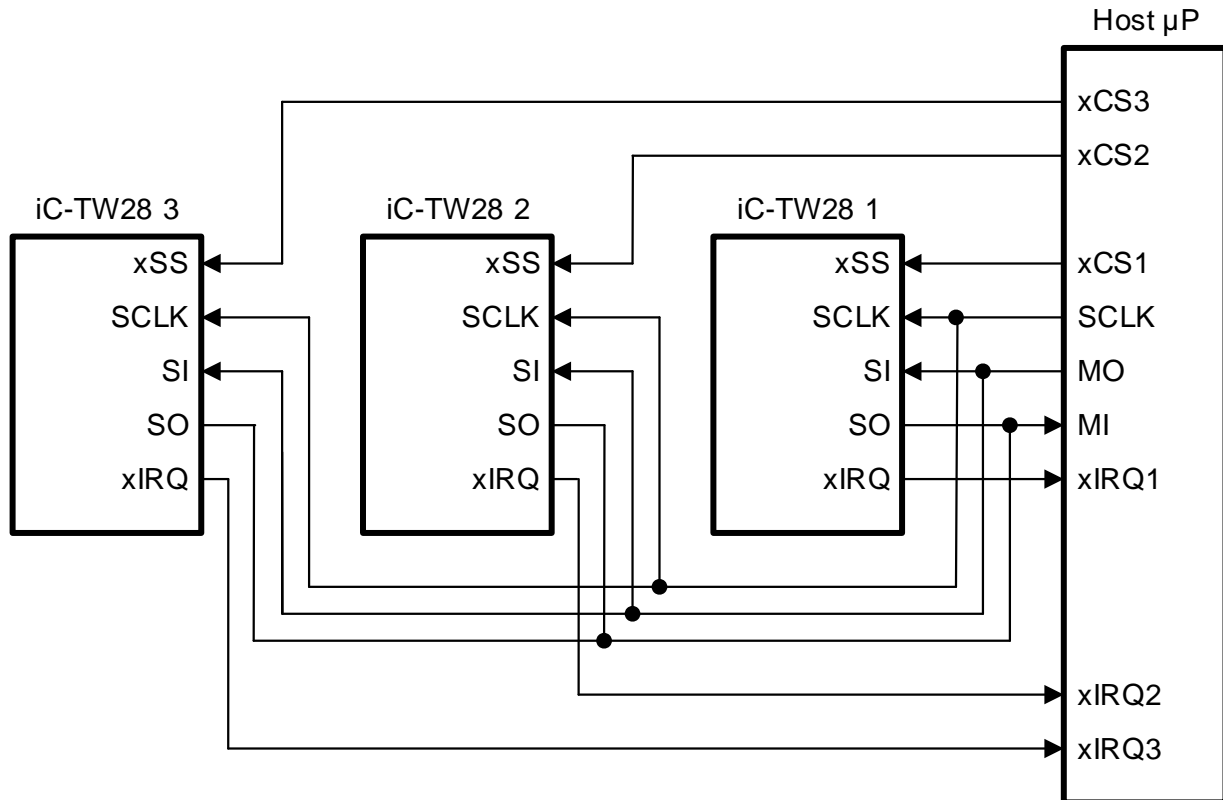 Host µP
xCS3
xCS2
iC-TW28 3
iC-TW28 2
iC-TW28 1
xSS
xSS
xSS
xCS1
SCLK
SCLK
SCLK
SCLK
SI
SI
SI
MO
SO
SO
SO
MI
xIRQ
xIRQ
xIRQ
xIRQ1
xIRQ2
xIRQ3